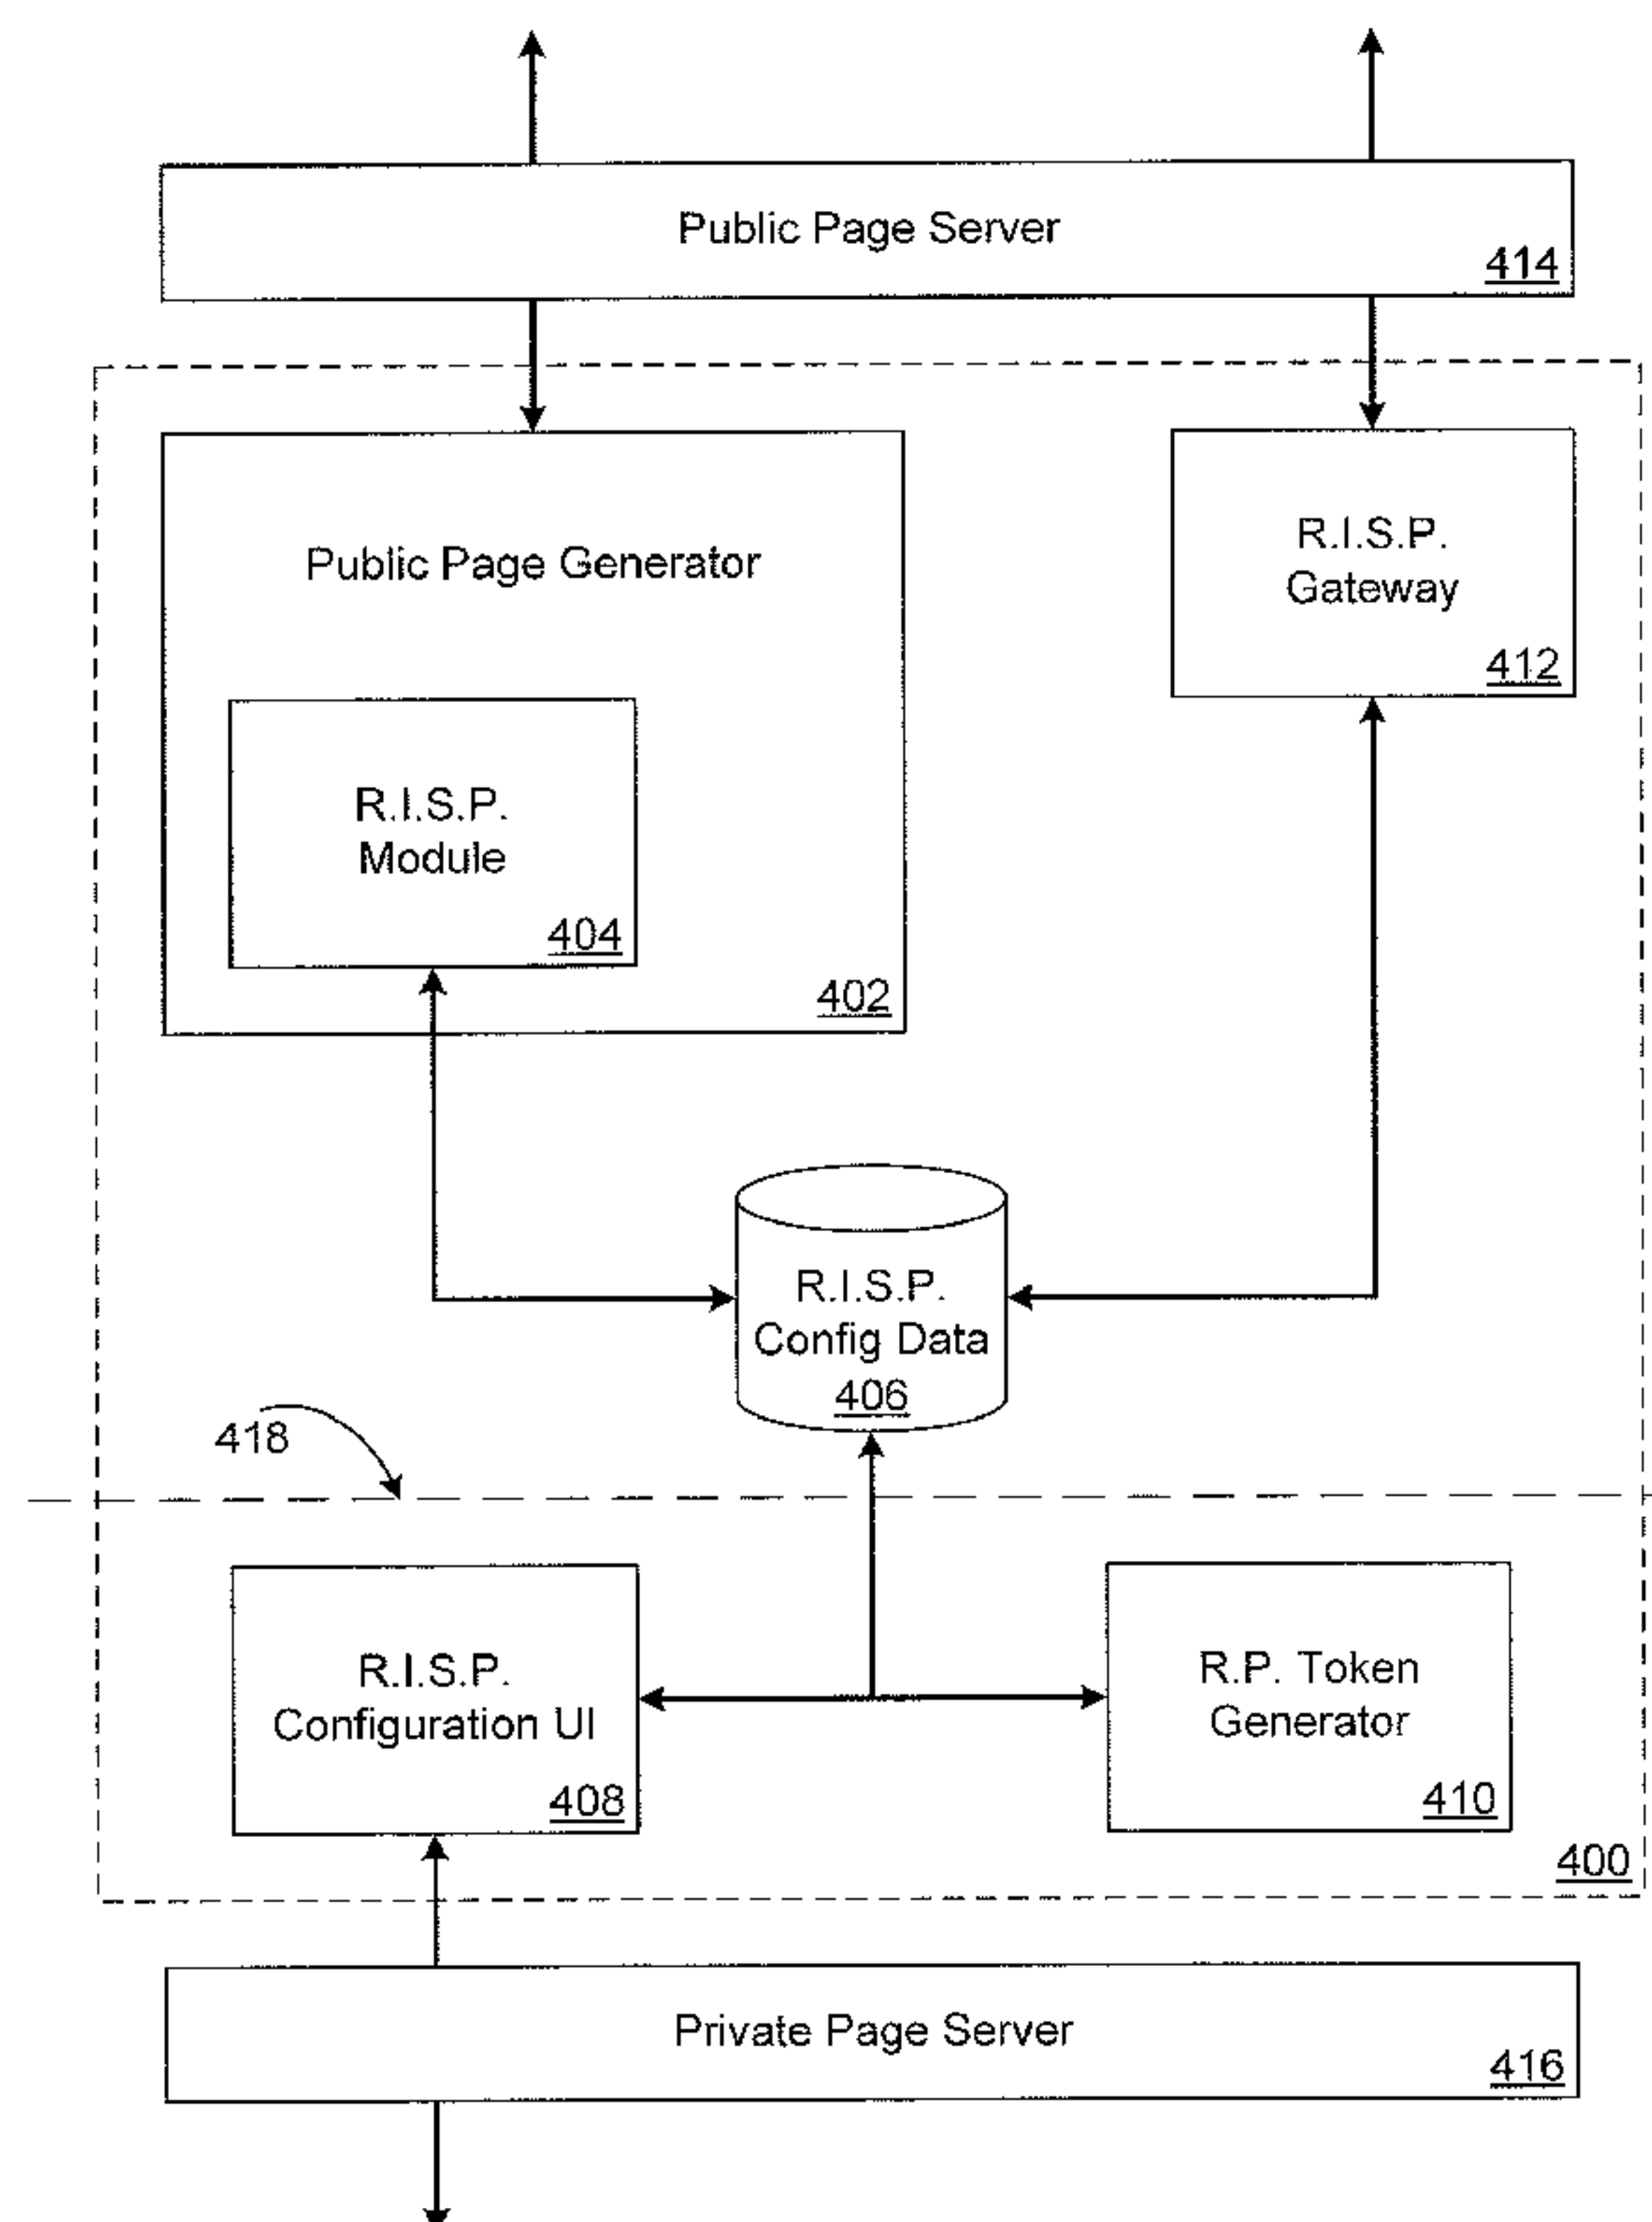 Public Page Server
414
Public Page Generator
R.I.S.P.
Gateway
412
R.I.S.P.
Module
404
402
R.I.S.P.
Config Data
406
418
R.I.S.P.
Configuration UI
408
R.P. Token
Generator
410
400
Private Page Server
416